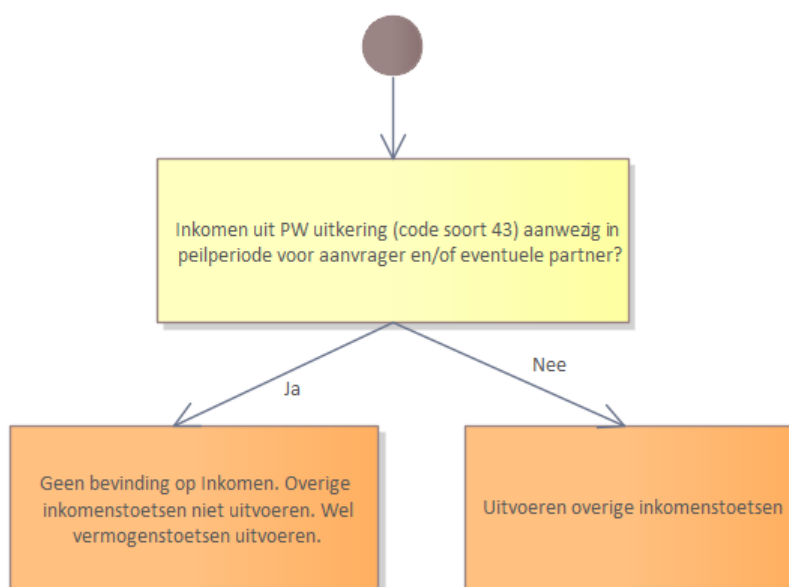 Inkomen uit PW uitkering (code soort 43) aanwezig in
peilperiode voor aanvrager en/of eventuele partner?
Ja
Nee
Geen bevinding op Inkomen. Overige
inkomenstoetsen niet uitvoeren. Wel
vermogenstoetsen uitvoeren.
Uitvoeren overige inkomenstoetsen